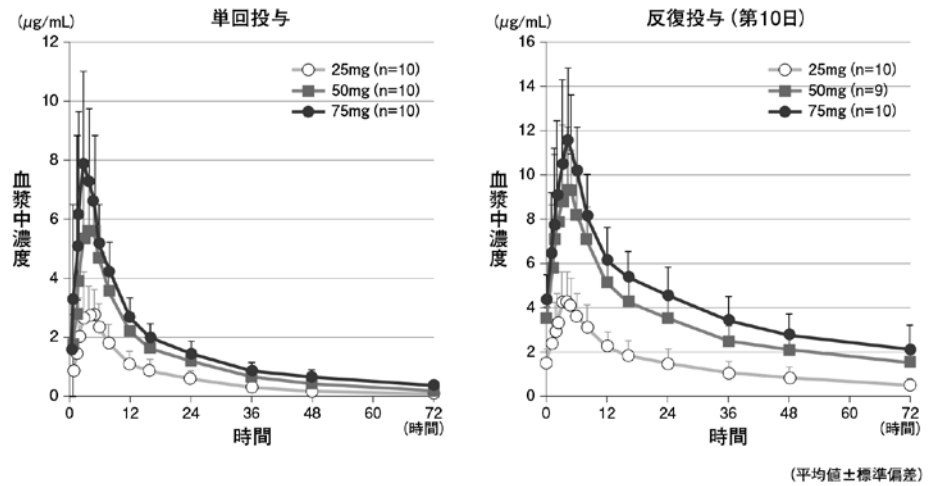 単回投与
(μg/mL)
12
10
8
6
4
2
0
血漿中濃度
25mg (n=10)
50mg (n=10)
75mg (n=10)
0 12 24 36 48 60 72
(時間)
時間
反復投与 (第10日)
(μg/mL)
16
14
12
10
8
6
4
2
0
血漿中濃度
25mg (n=10)
50mg (n=9)
75mg (n=10)
0 12 24 36 48 60 72
(時間)
時間
(平均値±標準偏差)